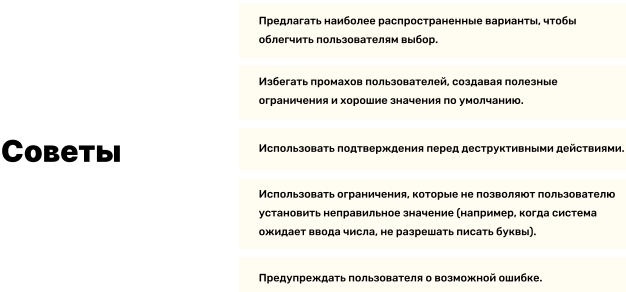 Советы
Предлагать наиболее распространенные варианты, чтобы
облегчить пользователям выбор.
Избегать промахов пользователей, создавая полезные
ограничения и хорошие значения по умолчанию.
Использовать подтверждения перед деструктивными действиями.
Использовать ограничения, которые не позволяют пользователю
установить неправильное значение (например, когда система
ожидает ввода числа, не разрешать писать буквы).
Предупреждать пользователя о возможной ошибке.